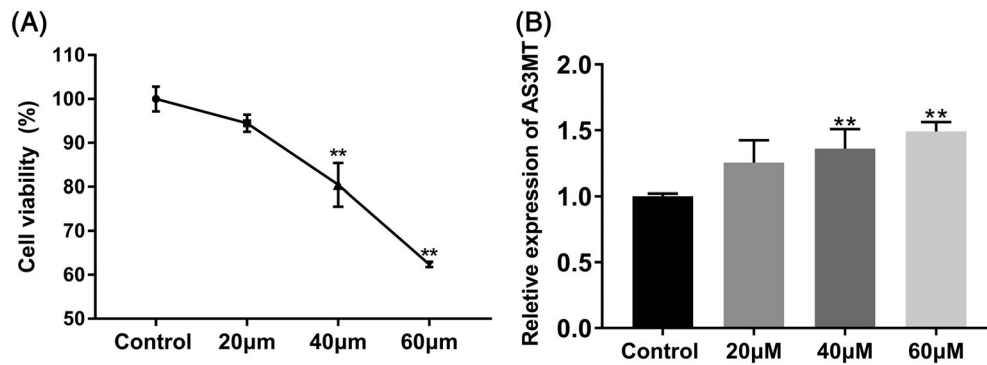 (A)
Cell viability (%)
110
100
90
80
70
60
50
**
**
Control 20µm 40µm 60µm
(B)
Reletive expression of AS3MT
2.0
1.5
1.0
0.5
0.0
**
**
Control 20µM 40µM 60µM